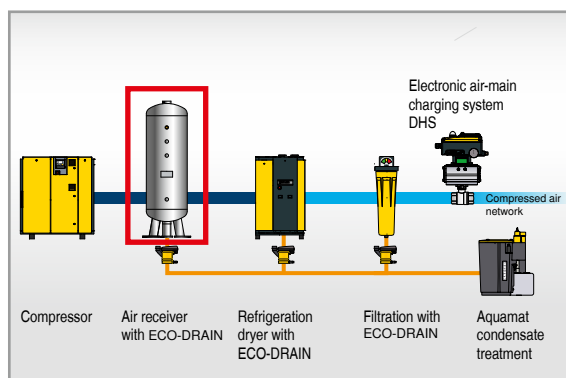 Electronic air-main
charging system
DHS
Compressed air
network
Compressor
Air receiver
with ECO-DRAIN
Refrigeration
dryer with
ECO-DRAIN
Filtration with
ECO-DRAIN
Aquamat
condensate
treatment